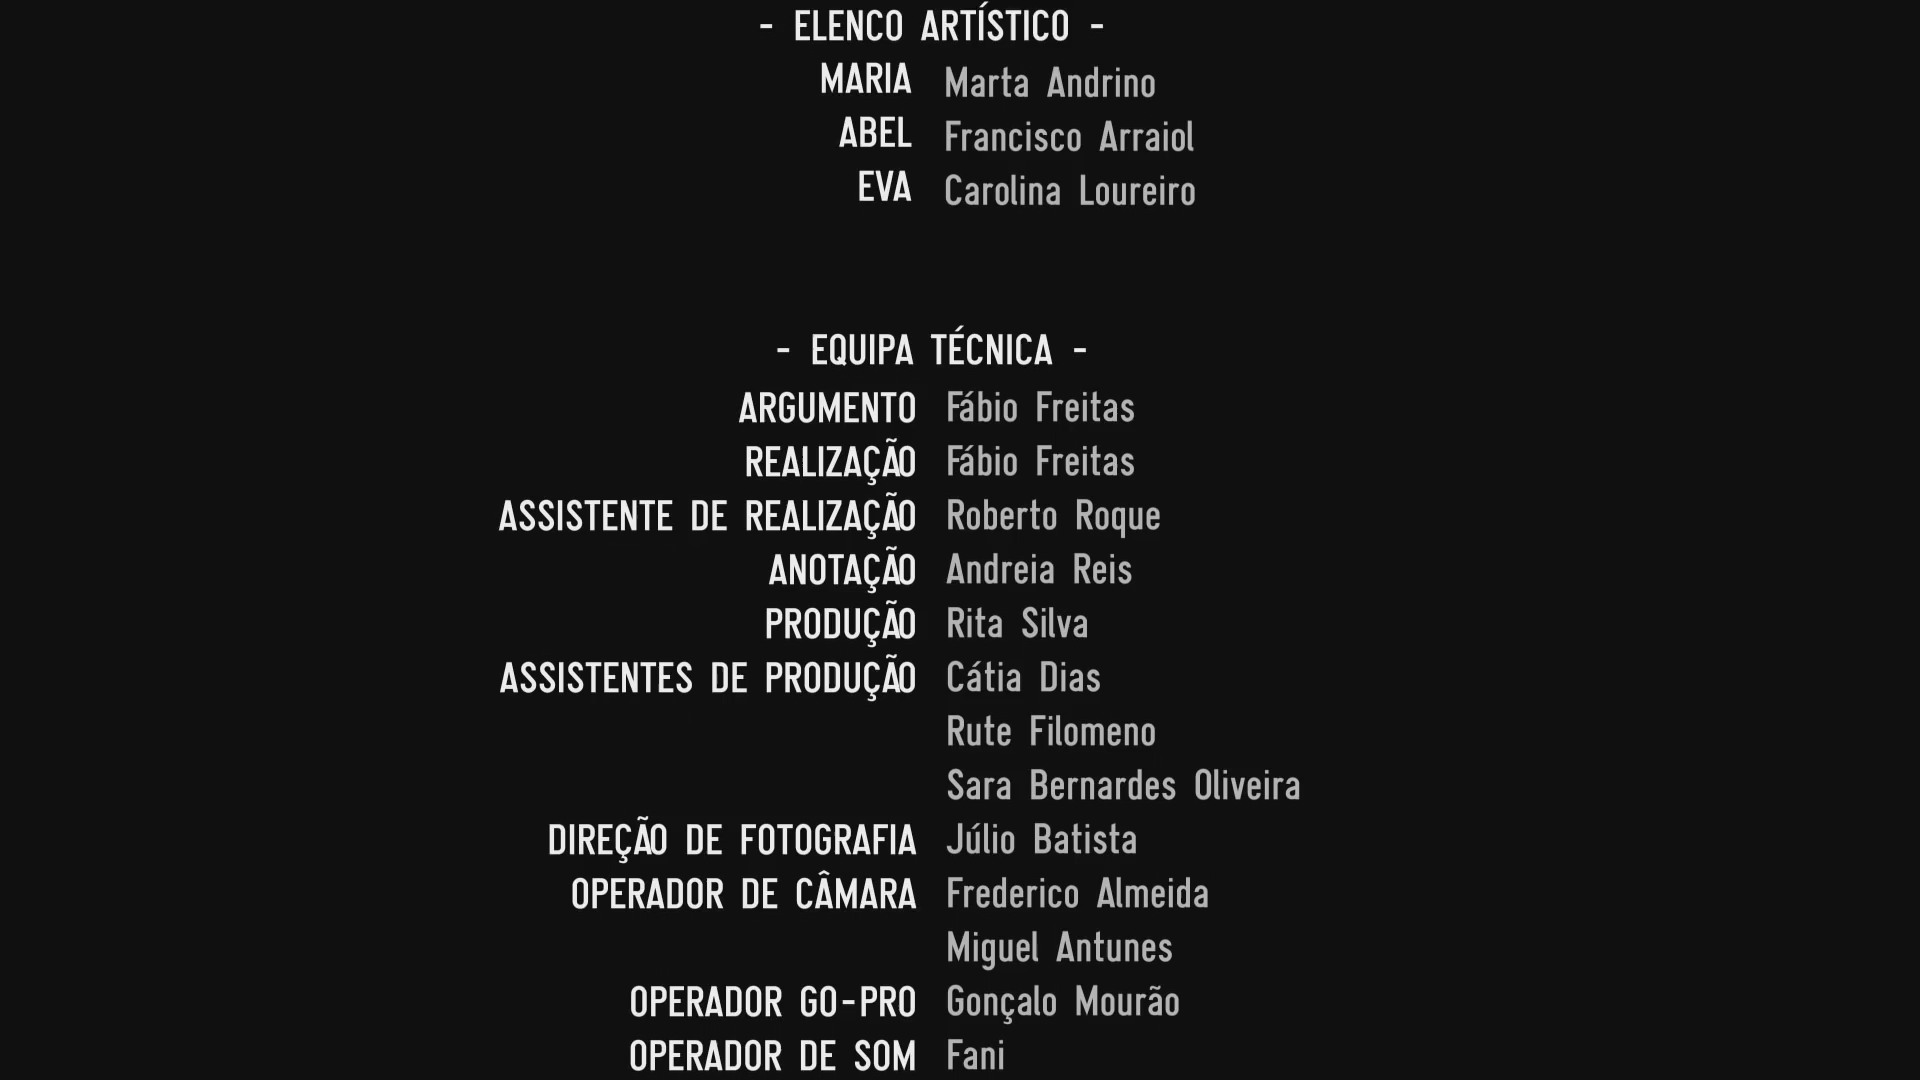 - ELENCO ARTÍSTICO -
MARIA Marta Andrino
ABEL Francisco Arraiol
EVA Carolina Loureiro
- EQUIPA TÉCNICA -
ARGUMENTO Fábio Freitas
REALIZAÇÃO Fábio Freitas
ASSISTENTE DE REALIZAÇÃO Roberto Roque
ANOTAÇÃO Andreia Reis
PRODUÇÃO Rita Silva
ASSISTENTES DE PRODUÇÃO Cátia Dias
Rute Filomeno
Sara Bernardes Oliveira
DIREÇÃO DE FOTOGRAFIA Júlio Batista
OPERADOR DE CÂMARA Frederico Almeida
Miguel Antunes
OPERADOR GO-PRO Gonçalo Mourão
OPERADOR DE SOM Fani